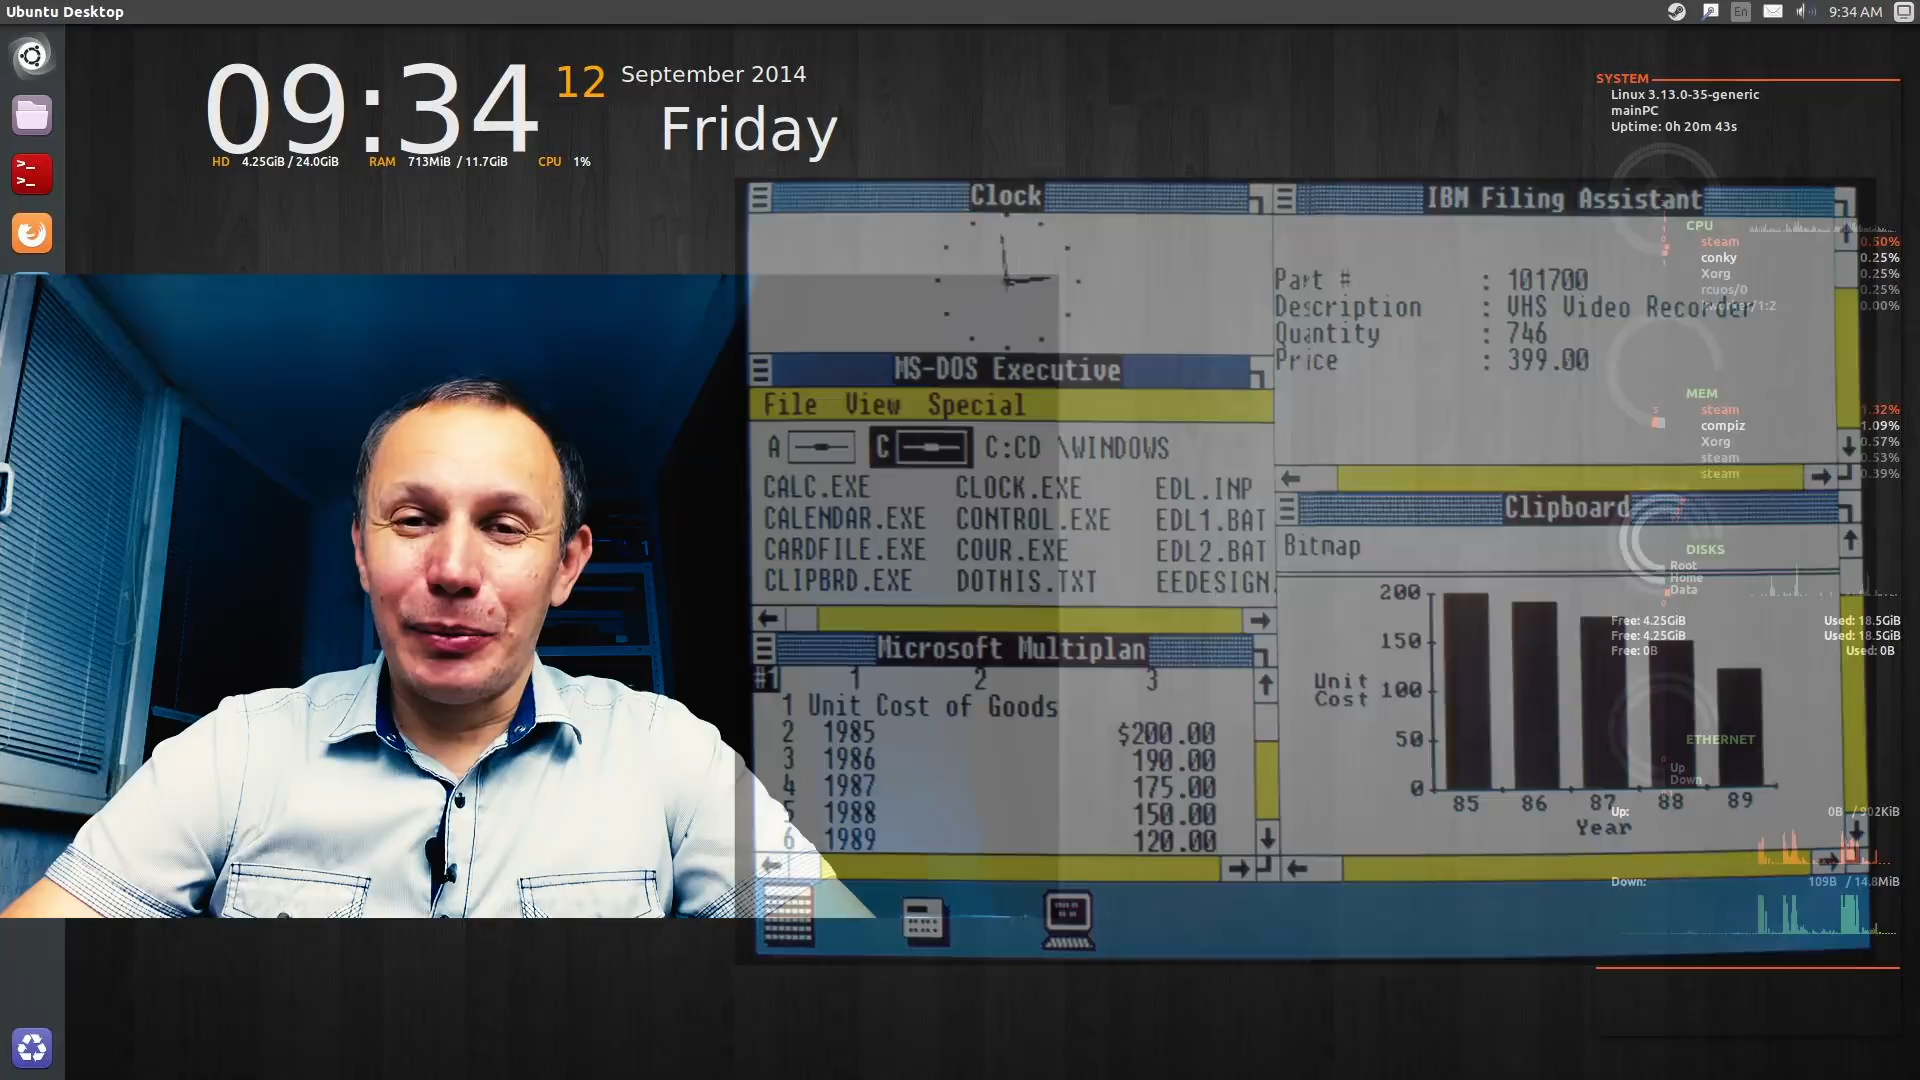 Ubuntu Desktop
En
9:34 AM
09:34
12
September 2014
Friday
HD 4.25GiB / 24.0GiB RAM 713MiB / 11.7GiB CPU 1%
SYSTEM
Linux 3.13.0-35-generic
mainPC
Uptime: 0h 20m 43s
CPU
steam 0.50%
conky 0.25%
Xorg 0.25%
rcuos/0 0.25%
kworker/1:2 0.00%
MEM
steam 1.32%
compiz 1.09%
Xorg 0.57%
steam 0.53%
steam 0.39%
DISKS
Root
Home
Data
Free: 4.25GiB Used: 18.5GiB
Free: 4.25GiB Used: 18.5GiB
Free: 0B Used: 0B
ETHERNET
Up
Down
Up: 0B / 902KiB
Down: 109B / 14.8MiB
Clock
IBM Filing Assistant
Part # : 101700
Description : VHS Video Recorder
Quantity : 746
Price : 399.00
MS-DOS Executive
File View Special
A C C:CD \WINDOWS
CALC.EXE CLOCK.EXE EDL.INP
CALENDAR.EXE CONTROL.EXE EDL1.BAT
CARDFILE.EXE COUR.EXE EDL2.BAT
CLIPBRD.EXE DOTHIS.TXT EEDESIGN.
Microsoft Multiplan
#1 1 2 3
1 Unit Cost of Goods
2 1985 $200.00
3 1986 190.00
4 1987 175.00
5 1988 150.00
6 1989 120.00
Clipboard
Bitmap
200
150
Unit
Cost
100
50
0
85 86 87 88 89
Year